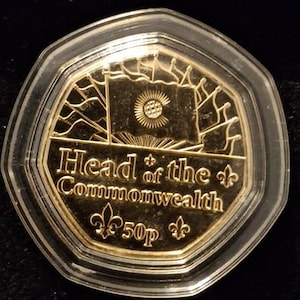 Head of the
Commonwealth
50p